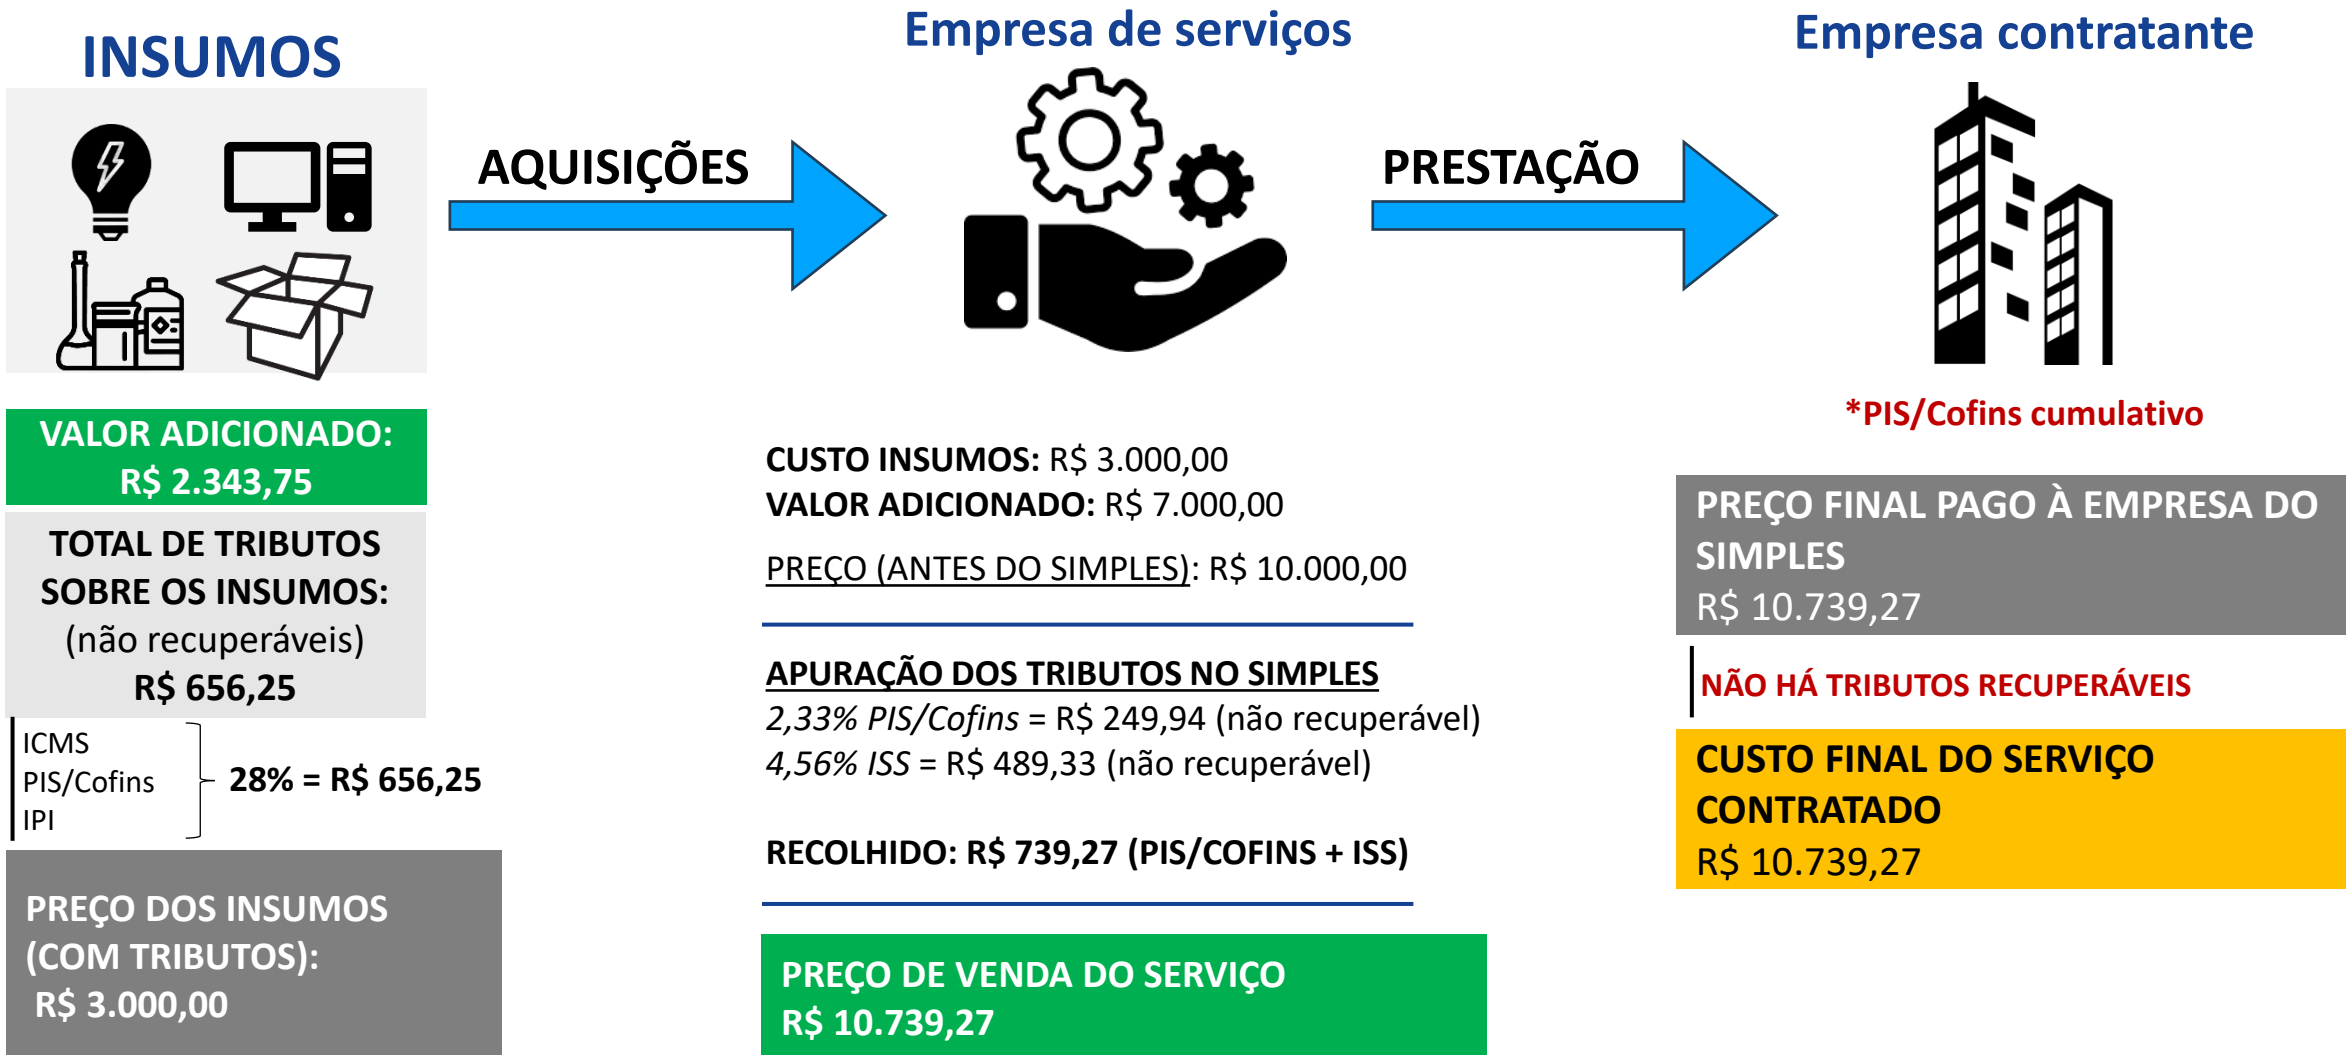 INSUMOS
Empresa de serviços
Empresa contratante
AQUISIÇÕES
PRESTAÇÃO
VALOR ADICIONADO:
R$ 2.343,75
TOTAL DE TRIBUTOS
SOBRE OS INSUMOS:
(não recuperáveis)
R$ 656,25
ICMS
PIS/Cofins
IPI
28% = R$ 656,25
PREÇO DOS INSUMOS
(COM TRIBUTOS):
R$ 3.000,00
CUSTO INSUMOS: R$ 3.000,00
VALOR ADICIONADO: R$ 7.000,00
PREÇO (ANTES DO SIMPLES): R$ 10.000,00
APURAÇÃO DOS TRIBUTOS NO SIMPLES
2,33% PIS/Cofins = R$ 249,94 (não recuperável)
4,56% ISS = R$ 489,33 (não recuperável)
RECOLHIDO: R$ 739,27 (PIS/COFINS + ISS)
PREÇO DE VENDA DO SERVIÇO
R$ 10.739,27
*PIS/Cofins cumulativo
PREÇO FINAL PAGO À EMPRESA DO
SIMPLES
R$ 10.739,27
NÃO HÁ TRIBUTOS RECUPERÁVEIS
CUSTO FINAL DO SERVIÇO
CONTRATADO
R$ 10.739,27